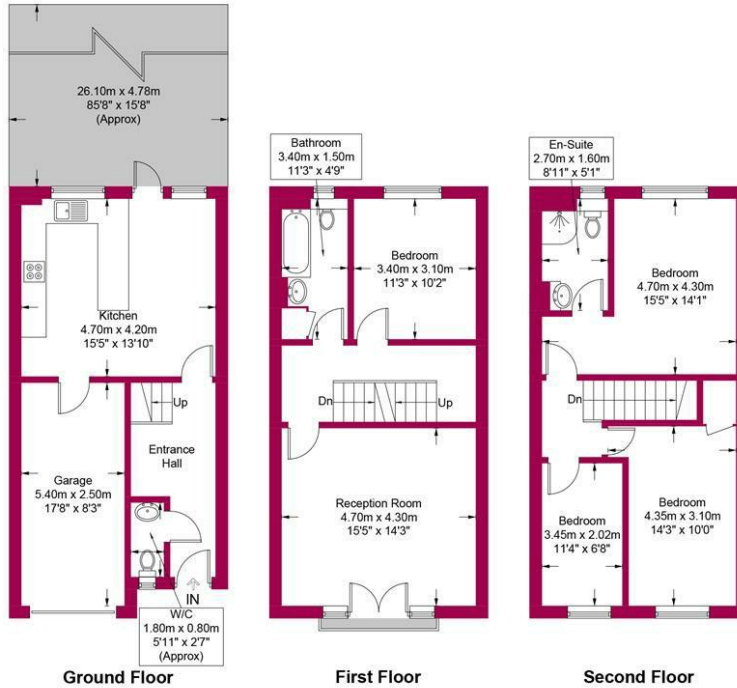 26.10m x 4.78m
85'8" x 15'8"
(Approx)
Kitchen
4.70m x 4.20m
15'5" x 13'10"
Up
Entrance
Hall
Garage
5.40m x 2.50m
17'8" x 8'3"
IN
W/C
1.80m x 0.80m
5'11" x 2'7"
(Approx)
Ground Floor
Bathroom
3.40m x 1.50m
11'3" x 4'9"
Bedroom
3.40m x 3.10m
11'3" x 10'2"
Dn
Up
Reception Room
4.70m x 4.30m
15'5" x 14'3"
First Floor
En-Suite
2.70m x 1.60m
8'11" x 5'1"
Bedroom
4.70m x 4.30m
15'5" x 14'1"
Dn
Bedroom
4.35m x 3.10m
14'3" x 10'0"
Bedroom
3.45m x 2.02m
11'4" x 6'8"
Second Floor